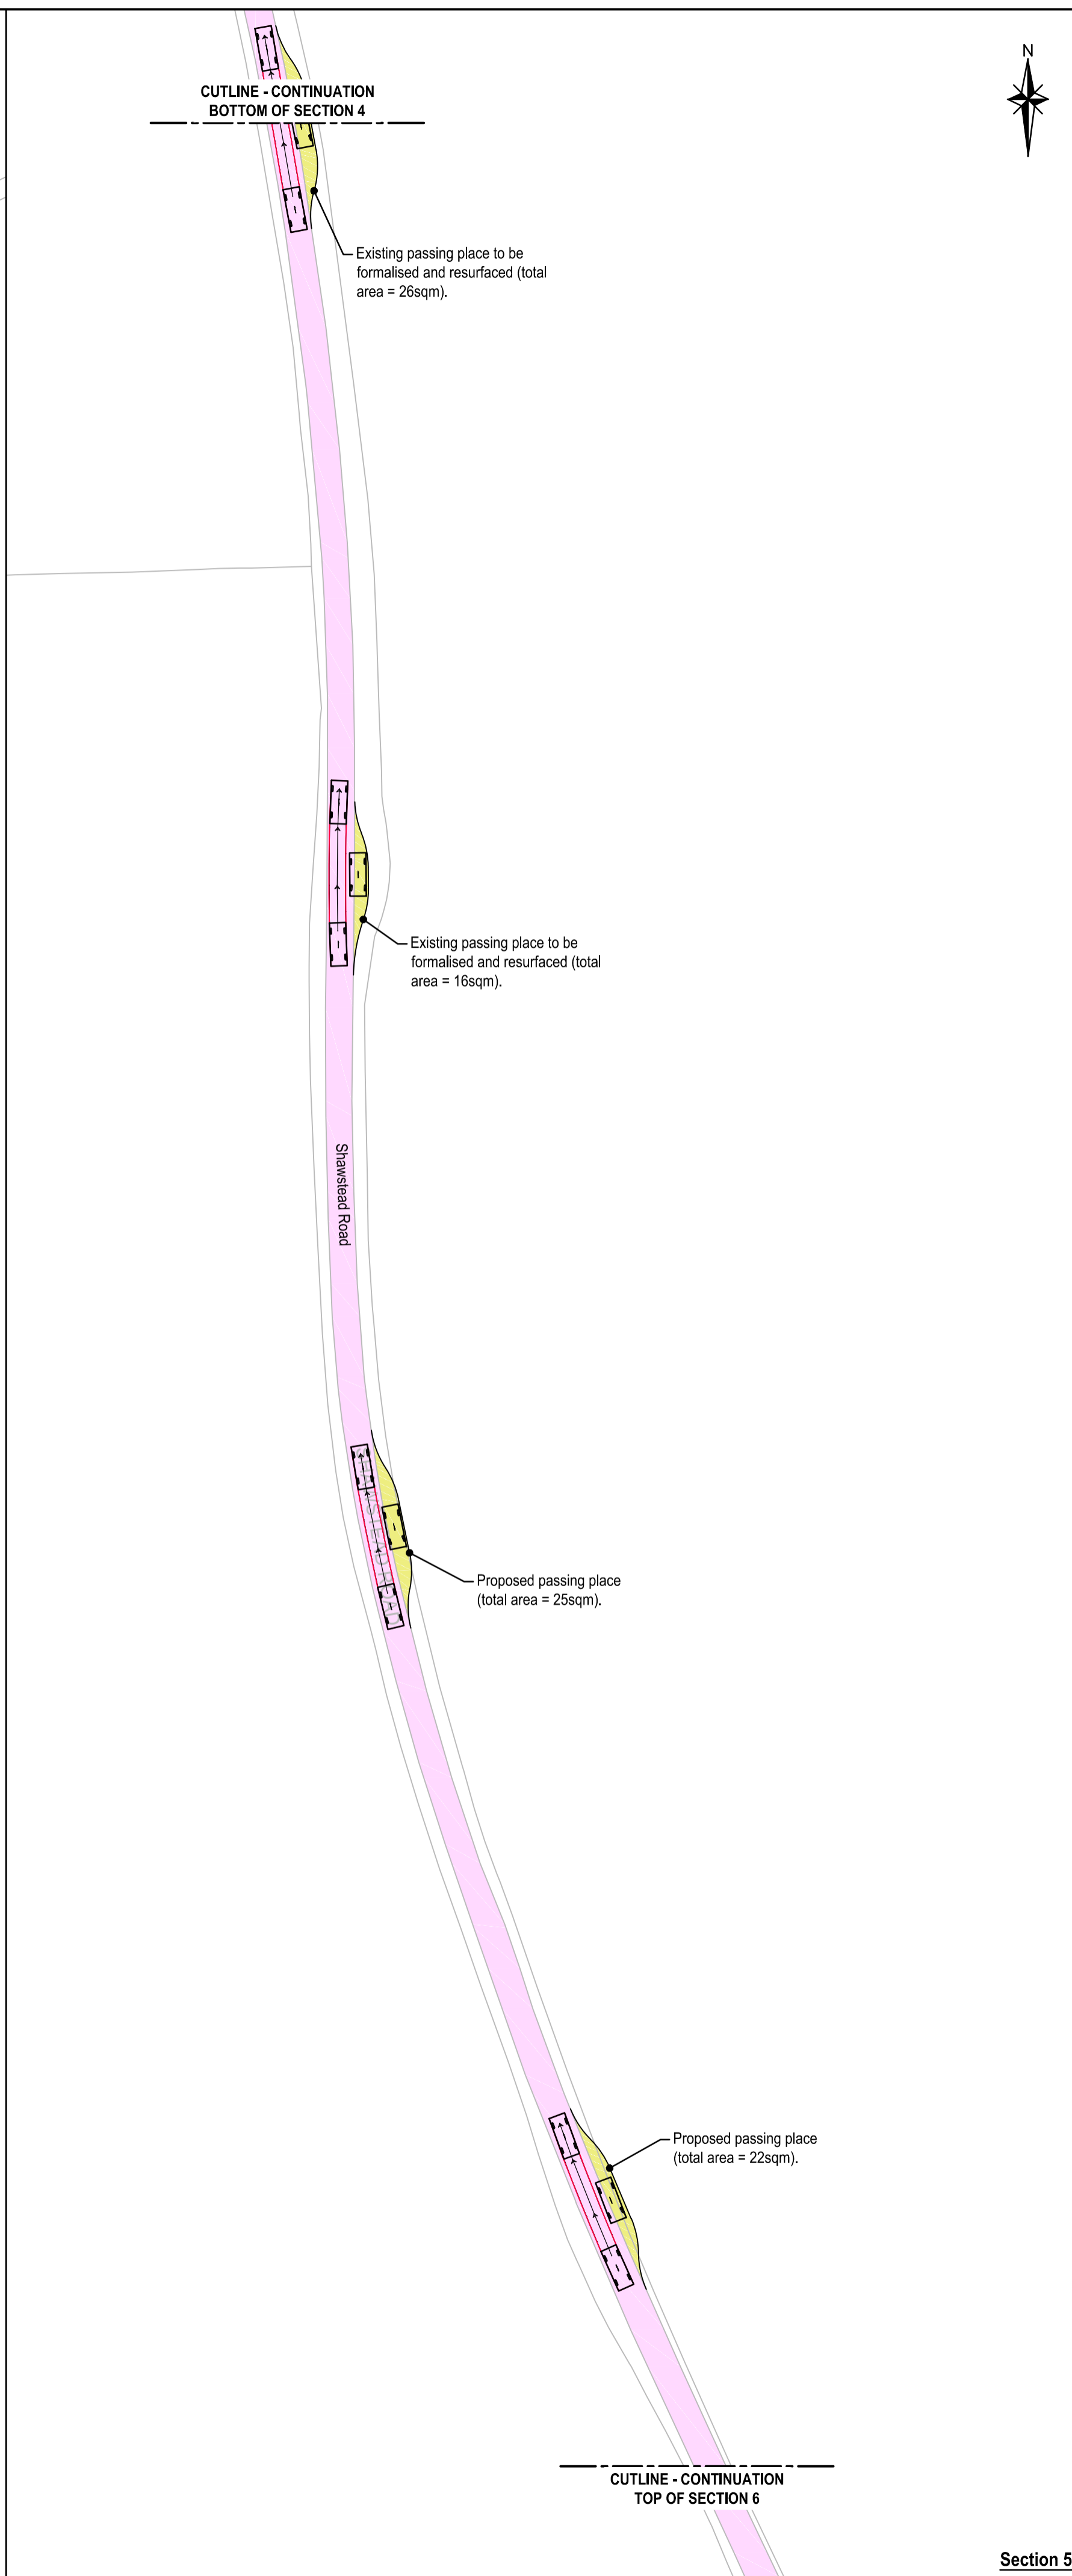 N
CUTLINE - CONTINUATION
BOTTOM OF SECTION 4
Existing passing place to be
formalised and resurfaced (total
area = 26sqm).
Existing passing place to be
formalised and resurfaced (total
area = 16sqm).
Shawstead Road
SHAWSTEAD ROAD
Proposed passing place
(total area = 25sqm).
Proposed passing place
(total area = 22sqm).
CUTLINE - CONTINUATION
TOP OF SECTION 6
Section 5